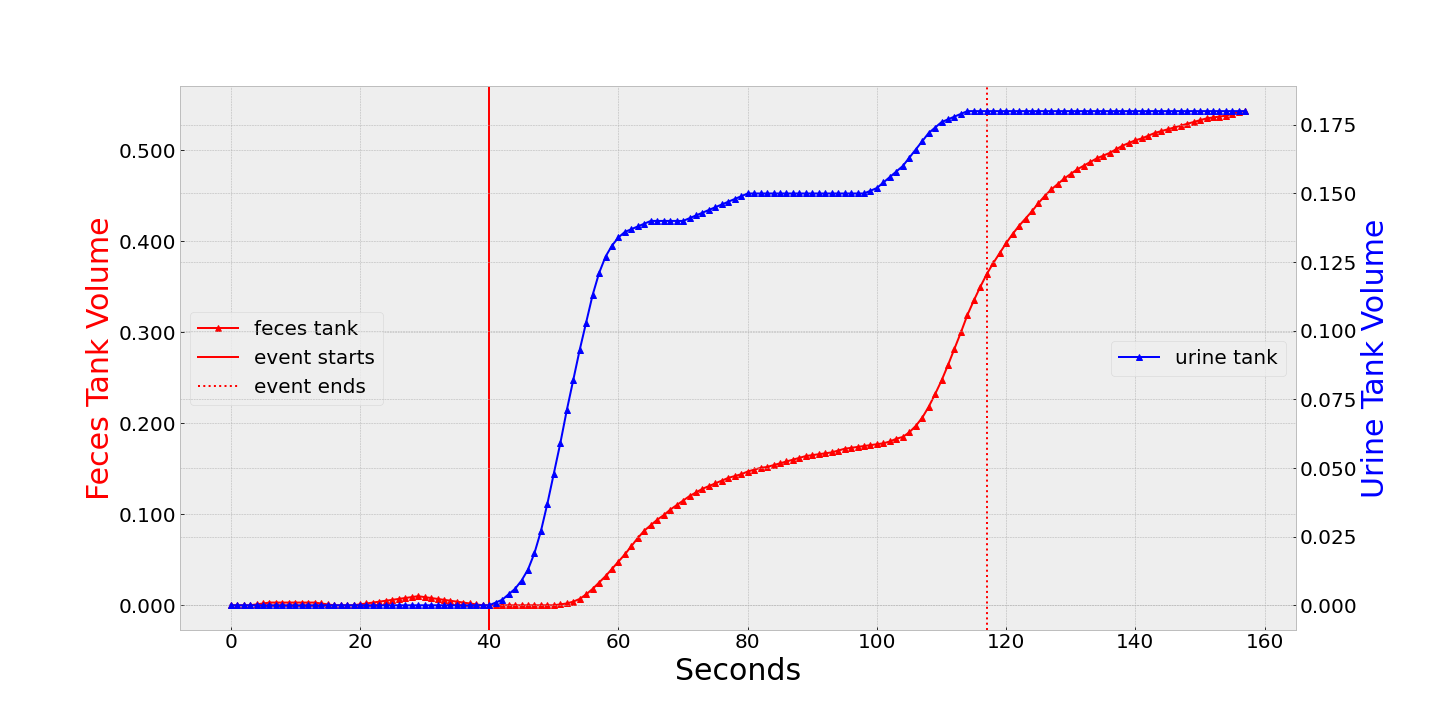 Feces Tank Volume
0.500
0.400
0.300
0.200
0.100
0.000
feces tank
event starts
event ends
urine tank
0.175
0.150
0.125
0.100
0.075
0.050
0.025
0.000
Urine Tank Volume
0 20 40 60 80 100 120 140 160
Seconds